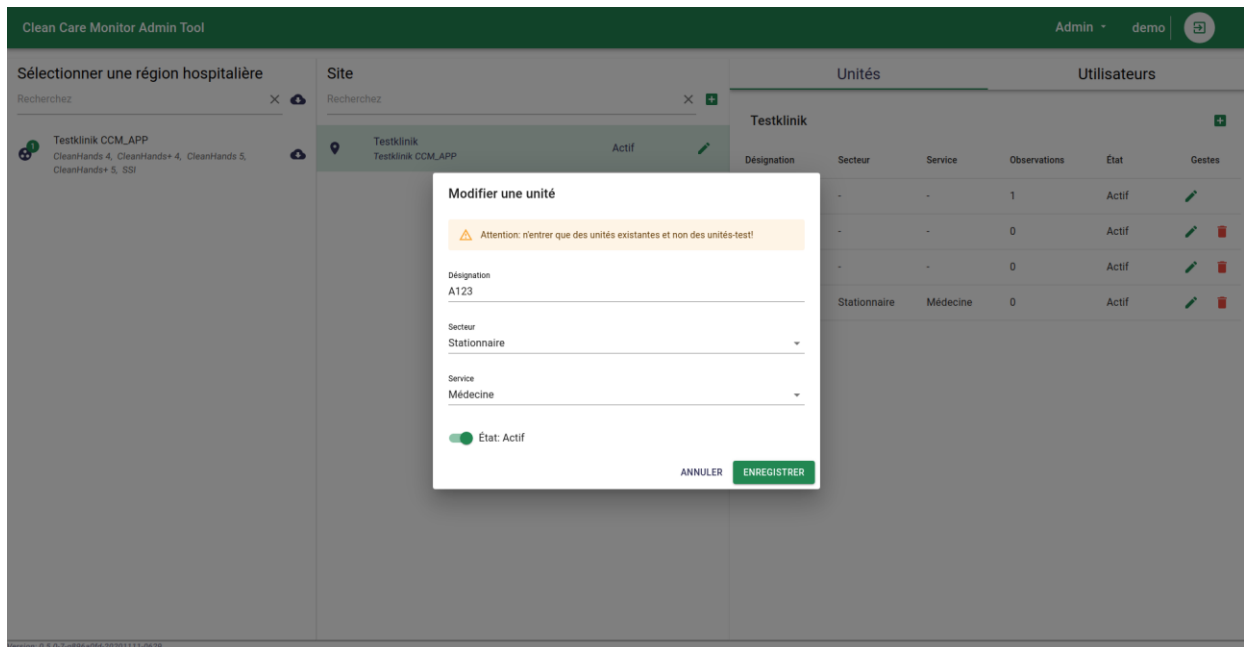 Clean Care Monitor Admin Tool
Admin
demo
Sélectionner une région hospitalière
Recherchez
1
Testklinik CCM_APP
CleanHands 4, CleanHands+ 4, CleanHands 5,
CleanHands+ 5, SSI
Site
Recherchez
Testklinik
Testklinik CCM_APP
Actif
Unités
Utilisateurs
Testklinik
Désignation Secteur Service Observations État Gestes
- - 1 Actif
- - 0 Actif
- - 0 Actif
Stationnaire Médecine 0 Actif
Modifier une unité
Attention: n'entrer que des unités existantes et non des unités-test!
Désignation
A123
Secteur
Stationnaire
Service
Médecine
État: Actif
ANNULER
ENREGISTRER